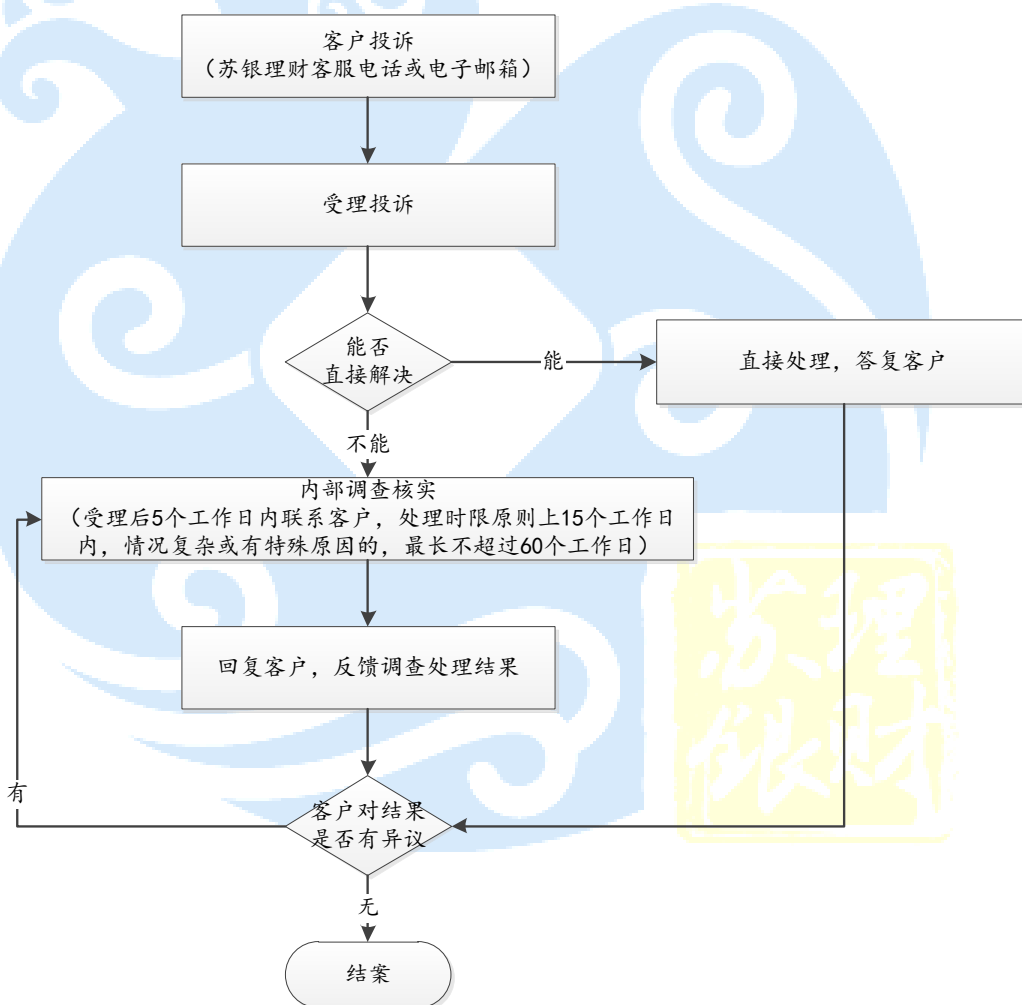 客户投诉
（苏银理财客服电话或电子邮箱）
受理投诉
能否
直接解决
能
直接处理，答复客户
不能
内部调查核实
（受理后5个工作日内联系客户，处理时限原则上15个工作日
内，情况复杂或有特殊原因的，最长不超过60个工作日）
回复客户，反馈调查处理结果
苏理
银财
有
客户对结果
是否有异议
无
结案